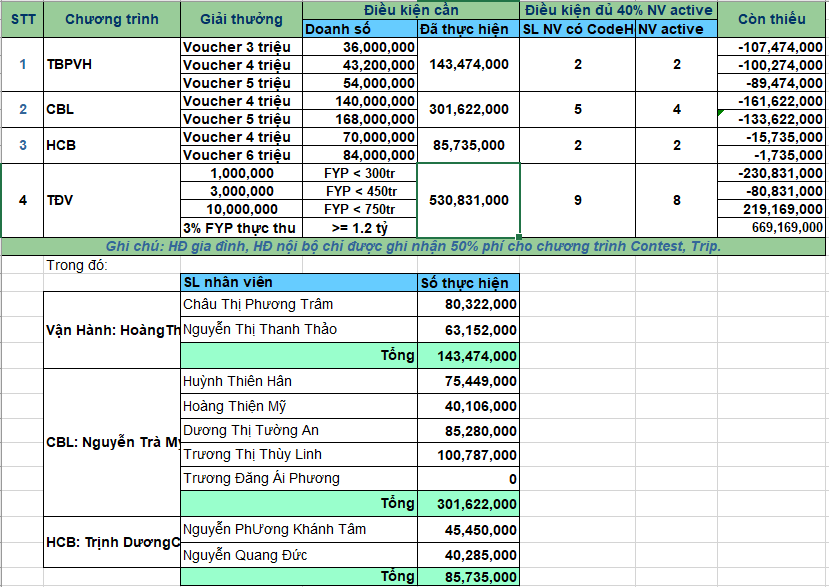 STT Chương trình Giải thưởng Điều kiện cần Điều kiện đủ 40% NV active Còn thiếu
Doanh số Đã thực hiện SL NV có CodeH NV active
1 TBPVH Voucher 3 triệu 36,000,000 143,474,000 2 2 -107,474,000
Voucher 4 triệu 43,200,000 -100,274,000
Voucher 5 triệu 54,000,000 -89,474,000
2 CBL Voucher 4 triệu 140,000,000 301,622,000 5 4 -161,622,000
Voucher 5 triệu 168,000,000 -133,622,000
3 HCB Voucher 4 triệu 70,000,000 85,735,000 2 2 -15,735,000
Voucher 6 triệu 84,000,000 -1,735,000
4 TĐV 1,000,000 FYP < 300tr 530,831,000 9 8 -230,831,000
3,000,000 FYP < 450tr -80,831,000
10,000,000 FYP < 750tr 219,169,000
3% FYP thực thu >= 1.2 tỷ 669,169,000
Ghi chú: HĐ gia đình, HĐ nội bộ chỉ được ghi nhận 50% phí cho chương trình Contest, Trip.
Trong đó:
SL nhân viên Số thực hiện
Vận Hành: HoàngTh Châu Thị Phương Trâm 80,322,000
Nguyễn Thị Thanh Thảo 63,152,000
Tổng 143,474,000
CBL: Nguyễn Trà My Huỳnh Thiên Hân 75,449,000
Hoàng Thiện Mỹ 40,106,000
Dương Thị Tường An 85,280,000
Trương Thị Thùy Linh 100,787,000
Trương Đăng Ái Phương 0
Tổng 301,622,000
HCB: Trịnh DươngC Nguyễn PhƯơng Khánh Tâm 45,450,000
Nguyễn Quang Đức 40,285,000
Tổng 85,735,000